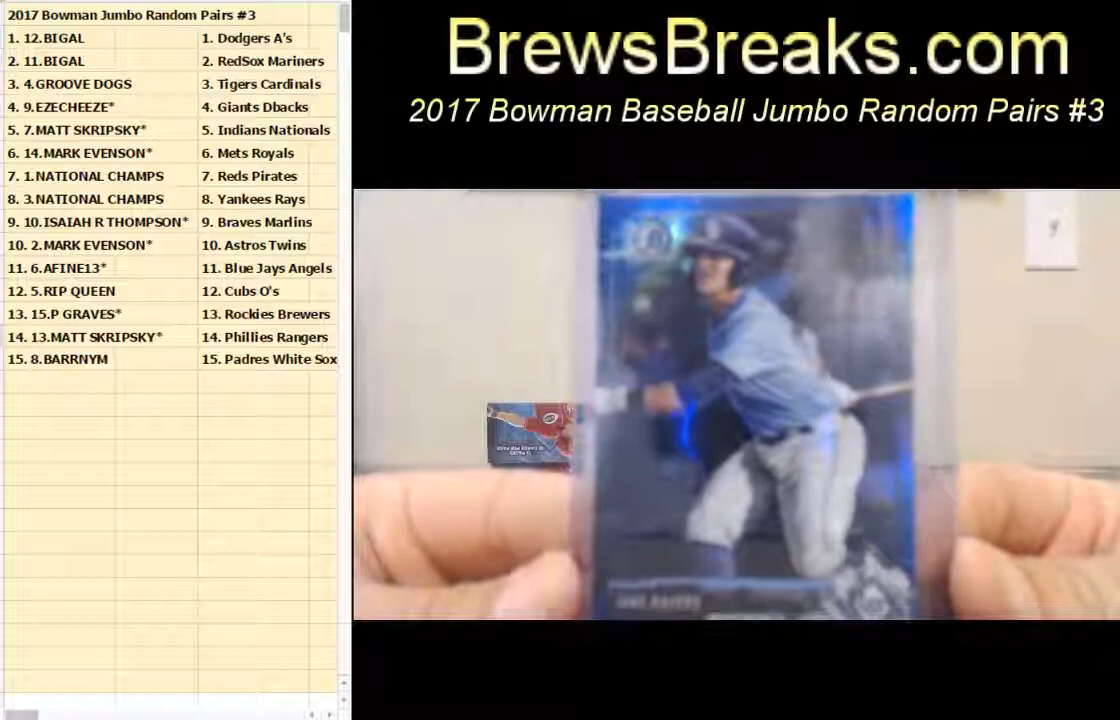 2017 Bowman Jumbo Random Pairs #3
1. 12.BIGAL 1. Dodgers A's
2. 11.BIGAL 2. RedSox Mariners
3. 4.GROOVE DOGS 3. Tigers Cardinals
4. 9.EZECHEEZE* 4. Giants Dbacks
5. 7.MATT SKRIPSKY* 5. Indians Nationals
6. 14.MARK EVENSON* 6. Mets Royals
7. 1.NATIONAL CHAMPS 7. Reds Pirates
8. 3.NATIONAL CHAMPS 8. Yankees Rays
9. 10.ISAIAH R THOMPSON* 9. Braves Marlins
10. 2.MARK EVENSON* 10. Astros Twins
11. 6.AFINE13* 11. Blue Jays Angels
12. 5.RIP QUEEN 12. Cubs O's
13. 15.P GRAVES* 13. Rockies Brewers
14. 13.MATT SKRIPSKY* 14. Phillies Rangers
15. 8.BARRNYM 15. Padres White Sox
BrewsBreaks.com
2017 Bowman Baseball Jumbo Random Pairs #3